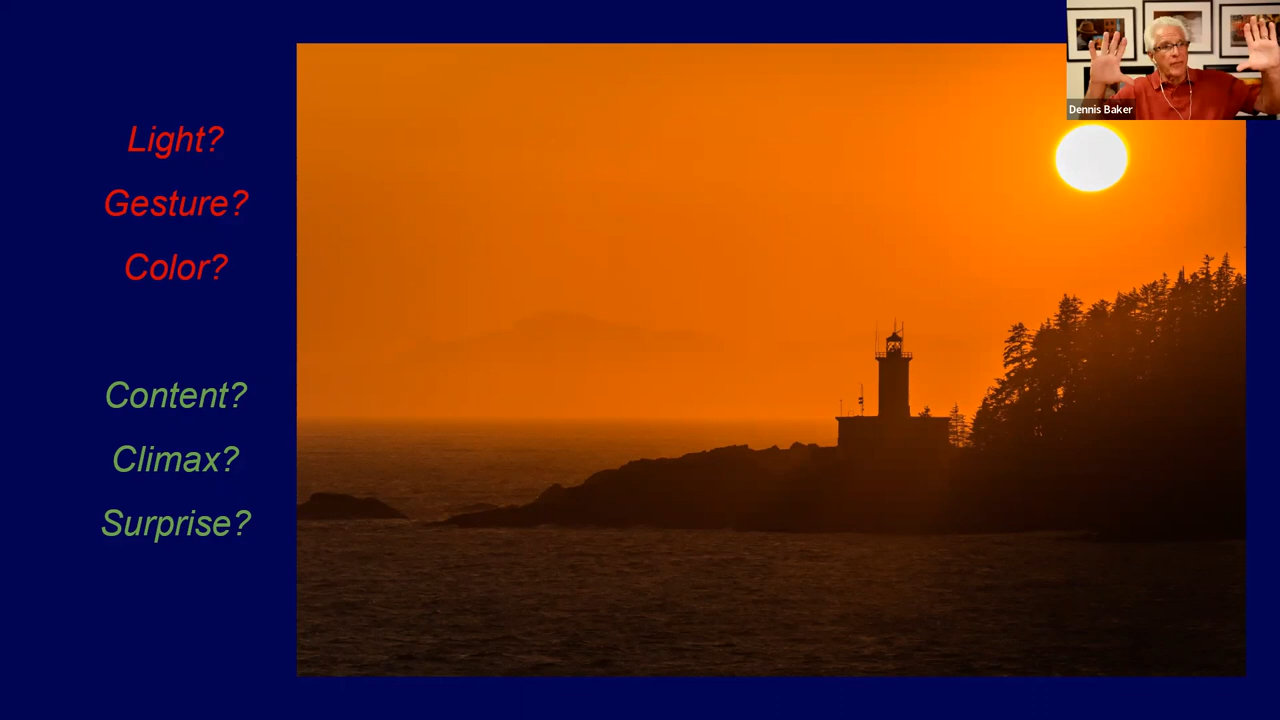 Light?
Gesture?
Color?
Content?
Climax?
Surprise?
Dennis Baker